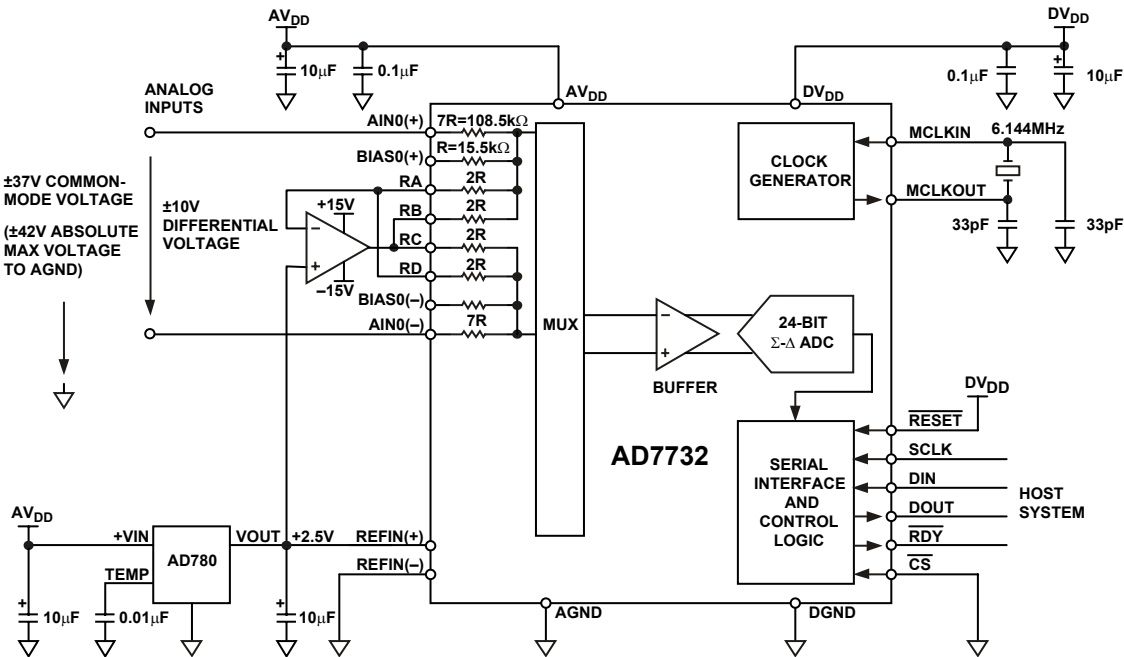 AVDD
10µF
0.1µF
DVDD
0.1µF
10µF
ANALOG
INPUTS
±37V COMMON-
MODE VOLTAGE
(±42V ABSOLUTE
MAX VOLTAGE
TO AGND)
±10V
DIFFERENTIAL
VOLTAGE
+15V
–
+
–15V
AVDD
DVDD
AIN0(+)
7R=108.5kΩ
BIAS0(+)
R=15.5kΩ
RA
2R
RB
2R
RC
2R
RD
2R
BIAS0(–)
AIN0(–)
7R
MUX
–
+
BUFFER
24-BIT
Σ-Δ ADC
CLOCK
GENERATOR
MCLKIN
6.144MHz
MCLKOUT
33pF
33pF
AD7732
SERIAL
INTERFACE
AND
CONTROL
LOGIC
DVDD
RESET
SCLK
DIN
DOUT
RDY
CS
HOST
SYSTEM
AVDD
+VIN
AD780
VOUT
+2.5V
REFIN(+)
TEMP
REFIN(–)
+
10µF
0.01µF
+
10µF
AGND
DGND